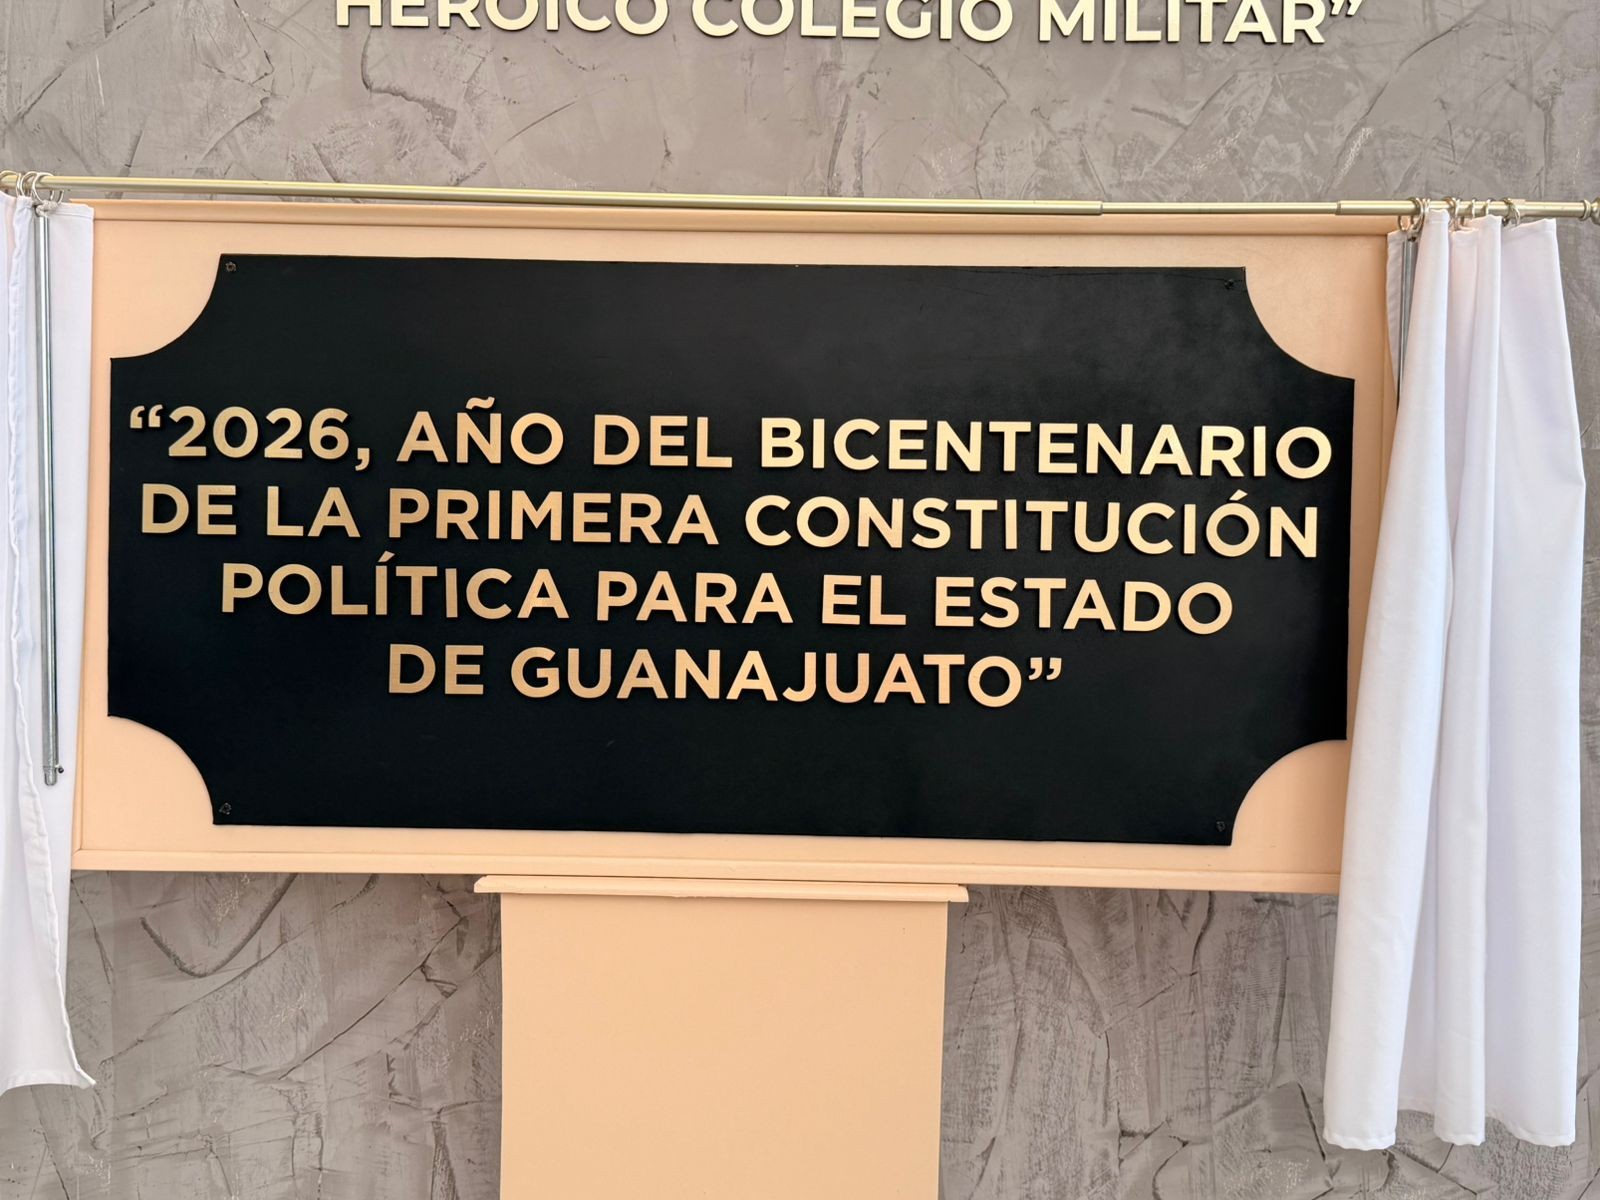 HEROICO COLEGIO MILITAR”
“2026, AÑO DEL BICENTENARIO
DE LA PRIMERA CONSTITUCIÓN
POLÍTICA PARA EL ESTADO
DE GUANAJUATO”